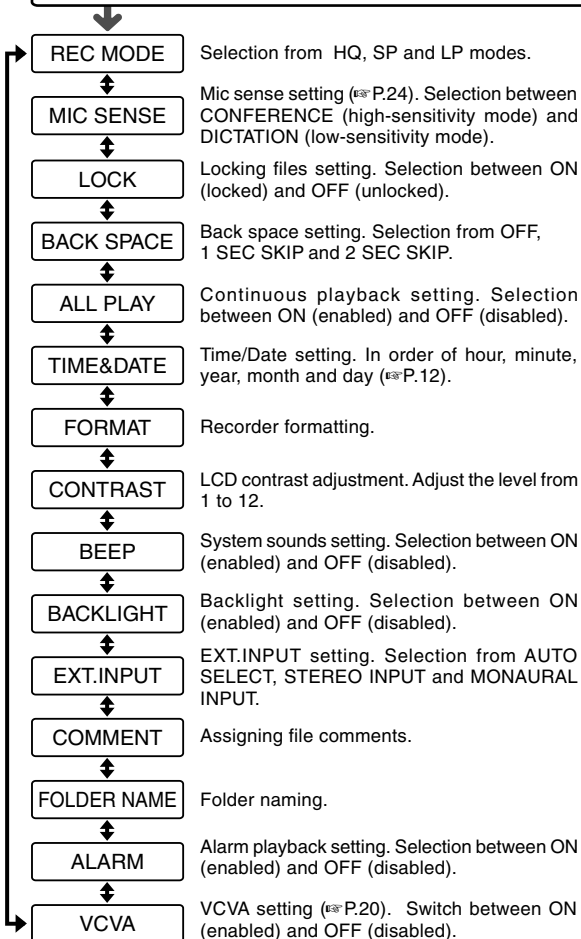 REC MODE
Selection from HQ, SP and LP modes.
MIC SENSE
Mic sense setting (☞P.24). Selection between
CONFERENCE (high-sensitivity mode) and
DICTATION (low-sensitivity mode).
LOCK
Locking files setting. Selection between ON
(locked) and OFF (unlocked).
BACK SPACE
Back space setting. Selection from OFF,
1 SEC SKIP and 2 SEC SKIP.
ALL PLAY
Continuous playback setting. Selection
between ON (enabled) and OFF (disabled).
TIME&DATE
Time/Date setting. In order of hour, minute,
year, month and day (☞P.12).
FORMAT
Recorder formatting.
CONTRAST
LCD contrast adjustment. Adjust the level from
1 to 12.
BEEP
System sounds setting. Selection between ON
(enabled) and OFF (disabled).
BACKLIGHT
Backlight setting. Selection between ON
(enabled) and OFF (disabled).
EXT.INPUT
EXT.INPUT setting. Selection from AUTO
SELECT, STEREO INPUT and MONAURAL
INPUT.
COMMENT
Assigning file comments.
FOLDER NAME
Folder naming.
ALARM
Alarm playback setting. Selection between ON
(enabled) and OFF (disabled).
VCVA
VCVA setting (☞P.20). Switch between ON
(enabled) and OFF (disabled).